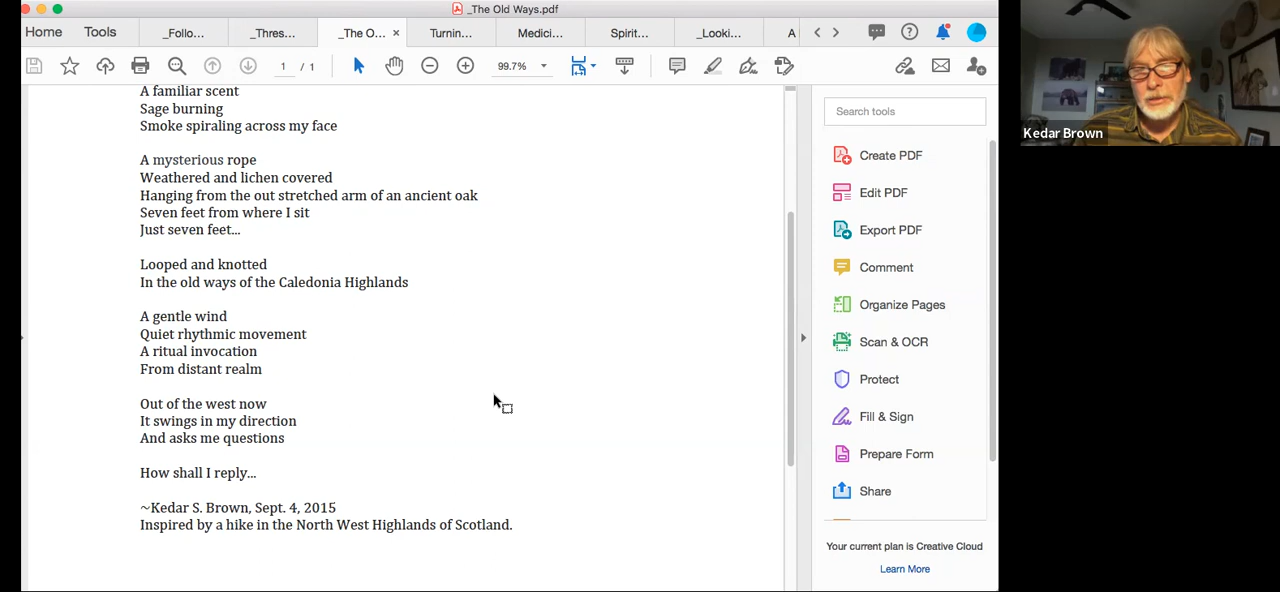 _The Old Ways.pdf
Home Tools _Follo... _Thres... _The O... × Turnin... Medici... Spirit... _Looki... A
1 / 1 99.7%
A familiar scent
Sage burning
Smoke spiraling across my face
A mysterious rope
Weathered and lichen covered
Hanging from the out stretched arm of an ancient oak
Seven feet from where I sit
Just seven feet...
Looped and knotted
In the old ways of the Caledonia Highlands
A gentle wind
Quiet rhythmic movement
A ritual invocation
From distant realm
Out of the west now
It swings in my direction
And asks me questions
How shall I reply...
~Kedar S. Brown, Sept. 4, 2015
Inspired by a hike in the North West Highlands of Scotland.
Search tools
Create PDF
Edit PDF
Export PDF
Comment
Organize Pages
Scan & OCR
Protect
Fill & Sign
Prepare Form
Share
Your current plan is Creative Cloud
Learn More
Kedar Brown